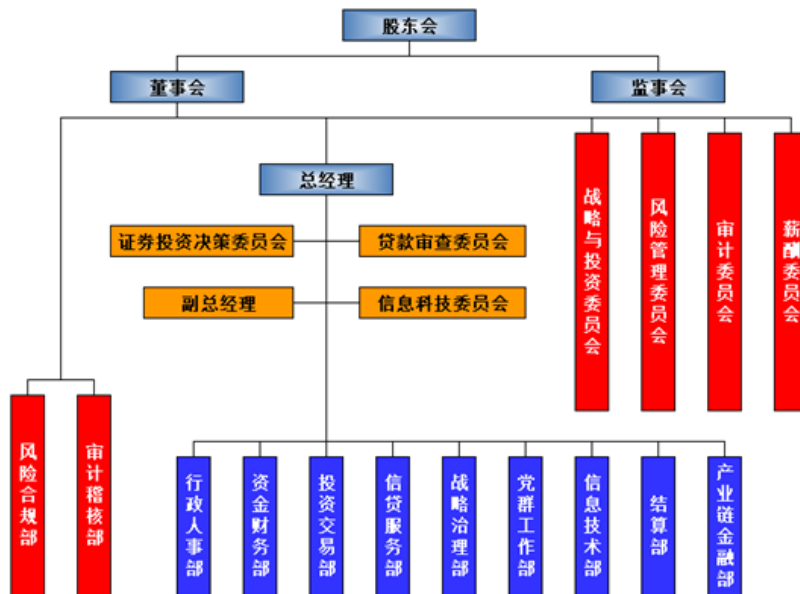 股东会
董事会
监事会
总经理
证券投资决策委员会
贷款审查委员会
副总经理
信息科技委员会
战略与投资委员会
风险管理委员会
审计委员会
薪酬委员会
风险合规部
审计稽核部
行政人事部
资金财务部
投资交易部
信贷服务部
战略治理部
党群工作部
信息技术部
结算部
产业链金融部